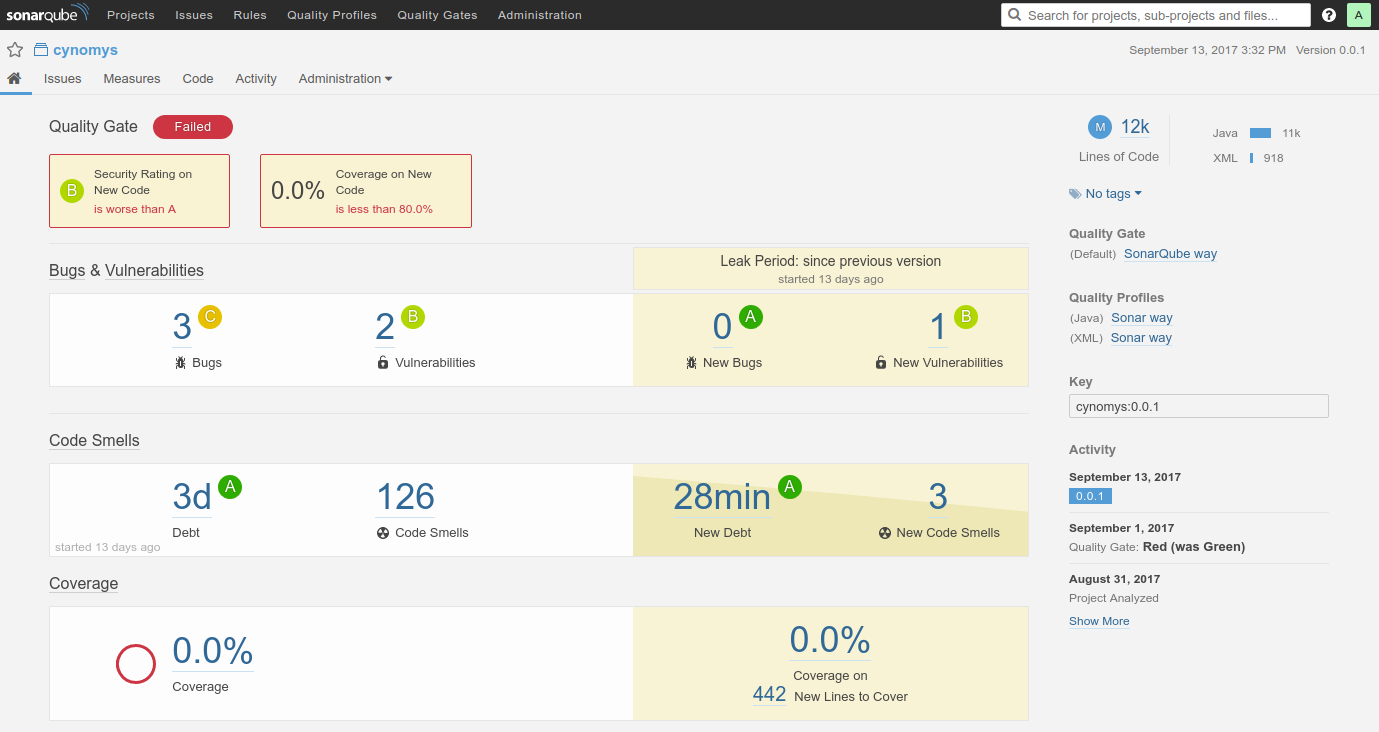 sonarqube Projects Issues Rules Quality Profiles Quality Gates Administration Search for projects, sub-projects and files... ? A
cynomys September 13, 2017 3:32 PM Version 0.0.1
Issues Measures Code Activity Administration
Quality Gate Failed
B Security Rating on
New Code
is worse than A
0.0% Coverage on New
Code
is less than 80.0%
Bugs & Vulnerabilities
Leak Period: since previous version
started 13 days ago
3 C 2 B 0 A 1 B
Bugs Vulnerabilities New Bugs New Vulnerabilities
Code Smells
3d A 126 28min A 3
Debt Code Smells New Debt New Code Smells
started 13 days ago
Coverage
0.0%
Coverage
0.0%
Coverage on
442 New Lines to Cover
M 12k
Lines of Code
Java 11k
XML 918
No tags
Quality Gate
(Default) SonarQube way
Quality Profiles
(Java) Sonar way
(XML) Sonar way
Key
cynomys:0.0.1
Activity
September 13, 2017
0.0.1
September 1, 2017
Quality Gate: Red (was Green)
August 31, 2017
Project Analyzed
Show More